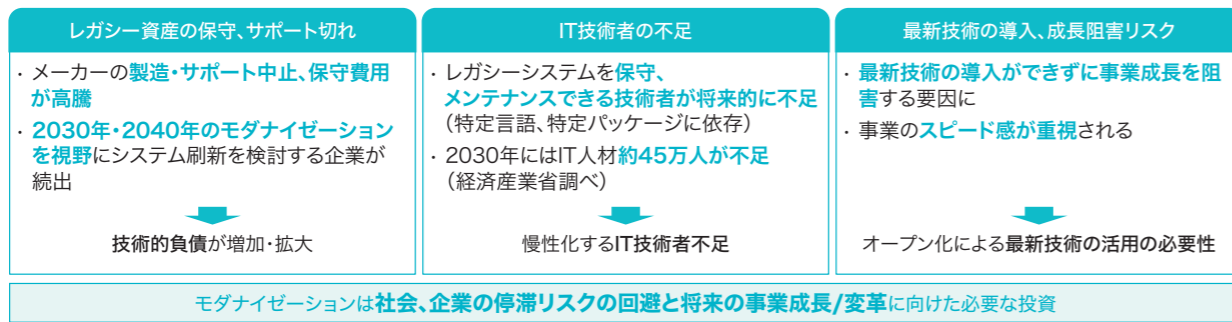 レガシー資産の保守、サポート切れ
・メーカーの製造・サポート中止、保守費用
が高騰
・2030年・2040年のモダナイゼーション
を視野にシステム刷新を検討する企業が
続出
技術的負債が増加・拡大
IT技術者の不足
・レガシーシステムを保守、
メンテナンスできる技術者が将来的に不足
（特定言語、特定パッケージに依存）
・2030年にはIT人材約45万人が不足
（経済産業省調べ）
慢性化するIT技術者不足
最新技術の導入、成長阻害リスク
・最新技術の導入ができずに事業成長を阻
害する要因に
・事業のスピード感が重視される
オープン化による最新技術の活用の必要性
モダナイゼーションは社会、企業の停滞リスクの回避と将来の事業成長/変革に向けた必要な投資